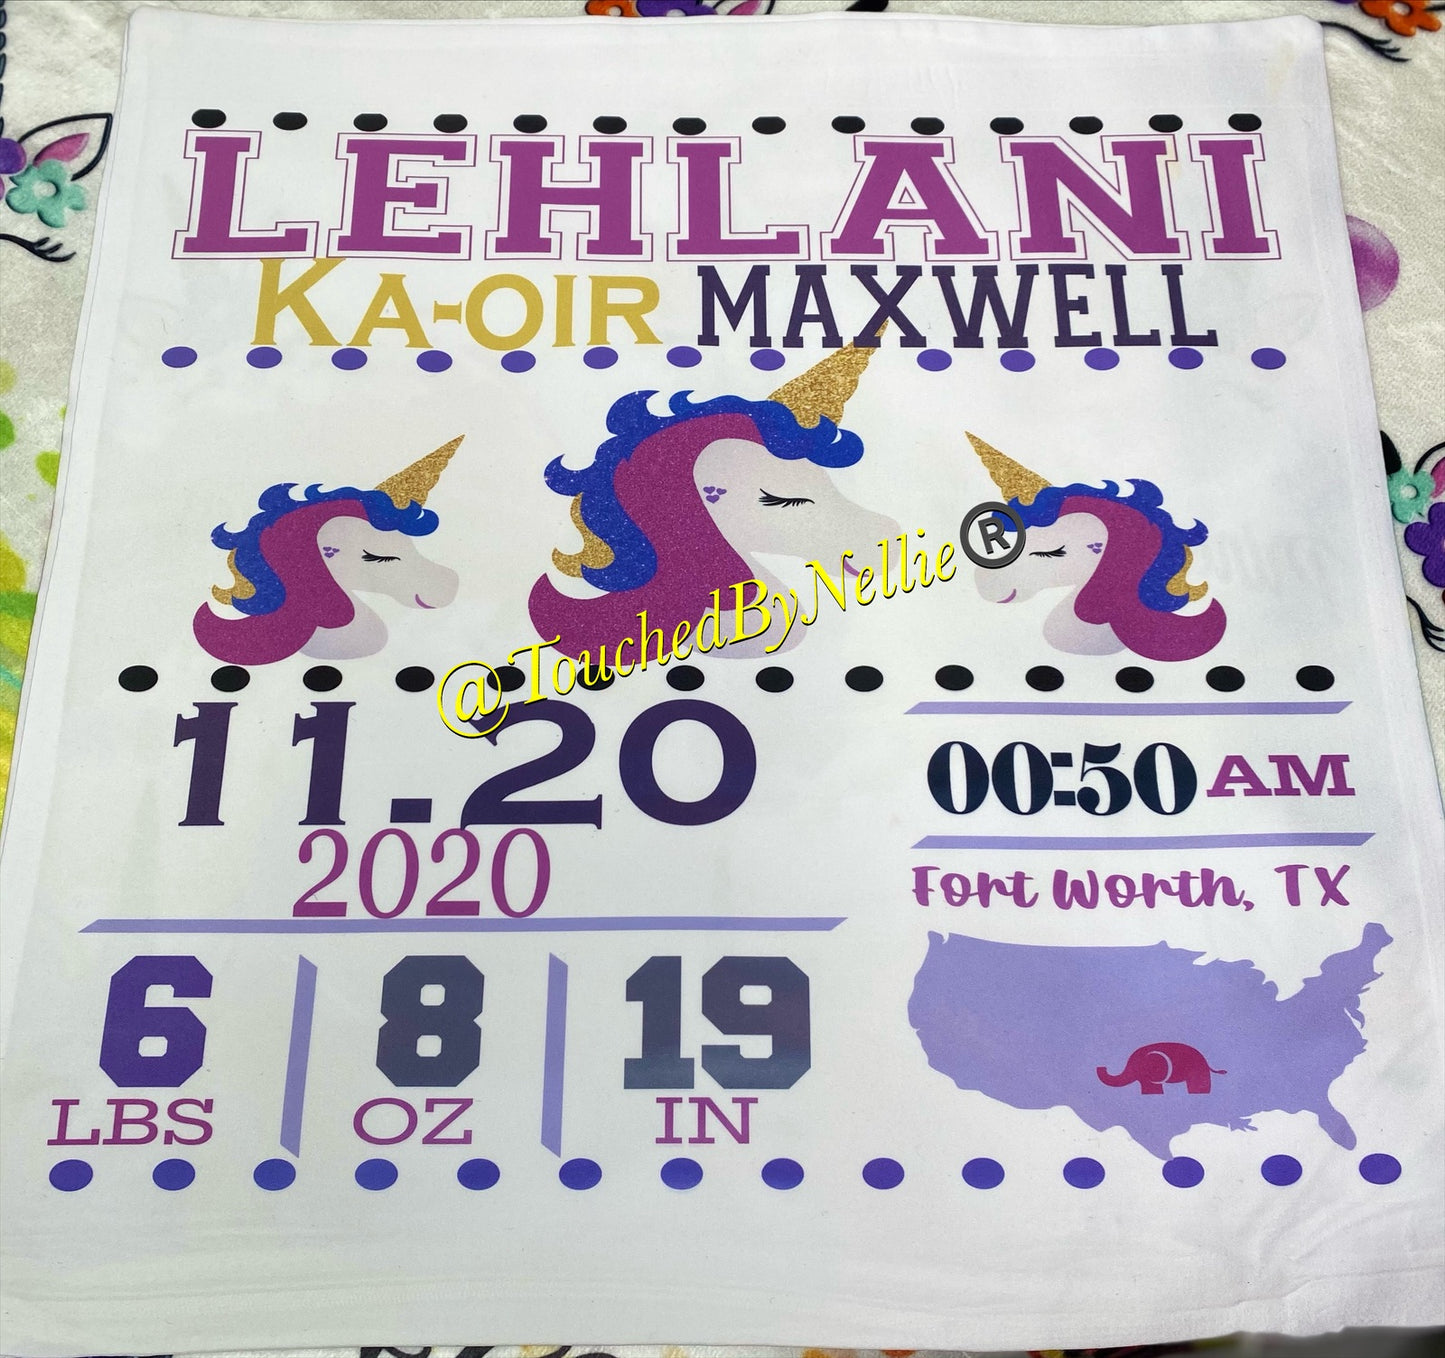 LEHLANI
KA-OIR MAXWELL
@TouchedByNellie®
11.20
2020
00:50 AM
Fort Worth, TX
6 | 8 | 19
LBS OZ IN